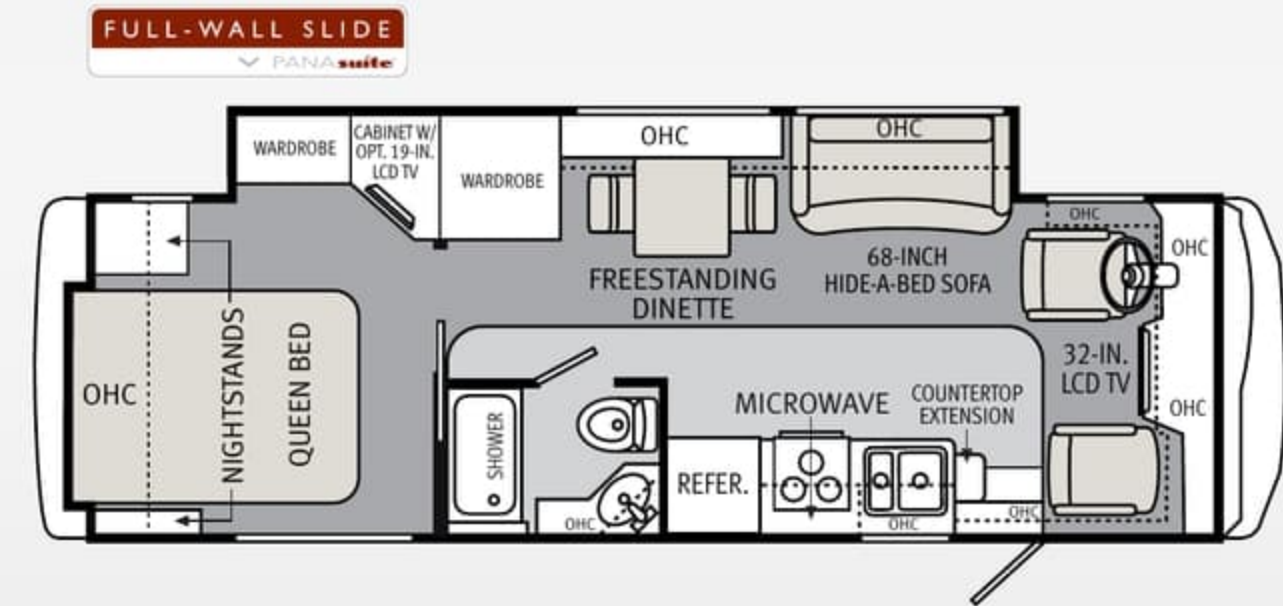 FULL-WALL SLIDE
PANAsuite
WARDROBE
CABINET W/
OPT. 19-IN.
LCD TV
WARDROBE
OHC
OHC
OHC
OHC
FREESTANDING
DINETTE
68-INCH
HIDE-A-BED SOFA
OHC
NIGHTSTANDS
QUEEN BED
32-IN.
LCD TV
OHC
MICROWAVE
COUNTERTOP
EXTENSION
SHOWER
REFER.
OHC
OHC
OHC